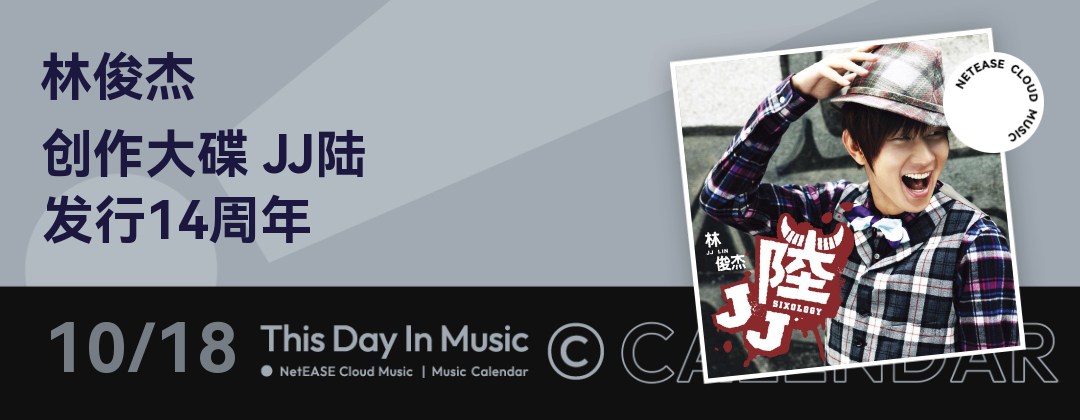 林俊杰
创作大碟 JJ陆
发行14周年
NETEASE CLOUD MUSIC
林
JJ LIN
俊杰
陸
SIXOLOGY
JJ
10/18
This Day In Music
NetEASE Cloud Music | Music Calendar
© CALENDAR